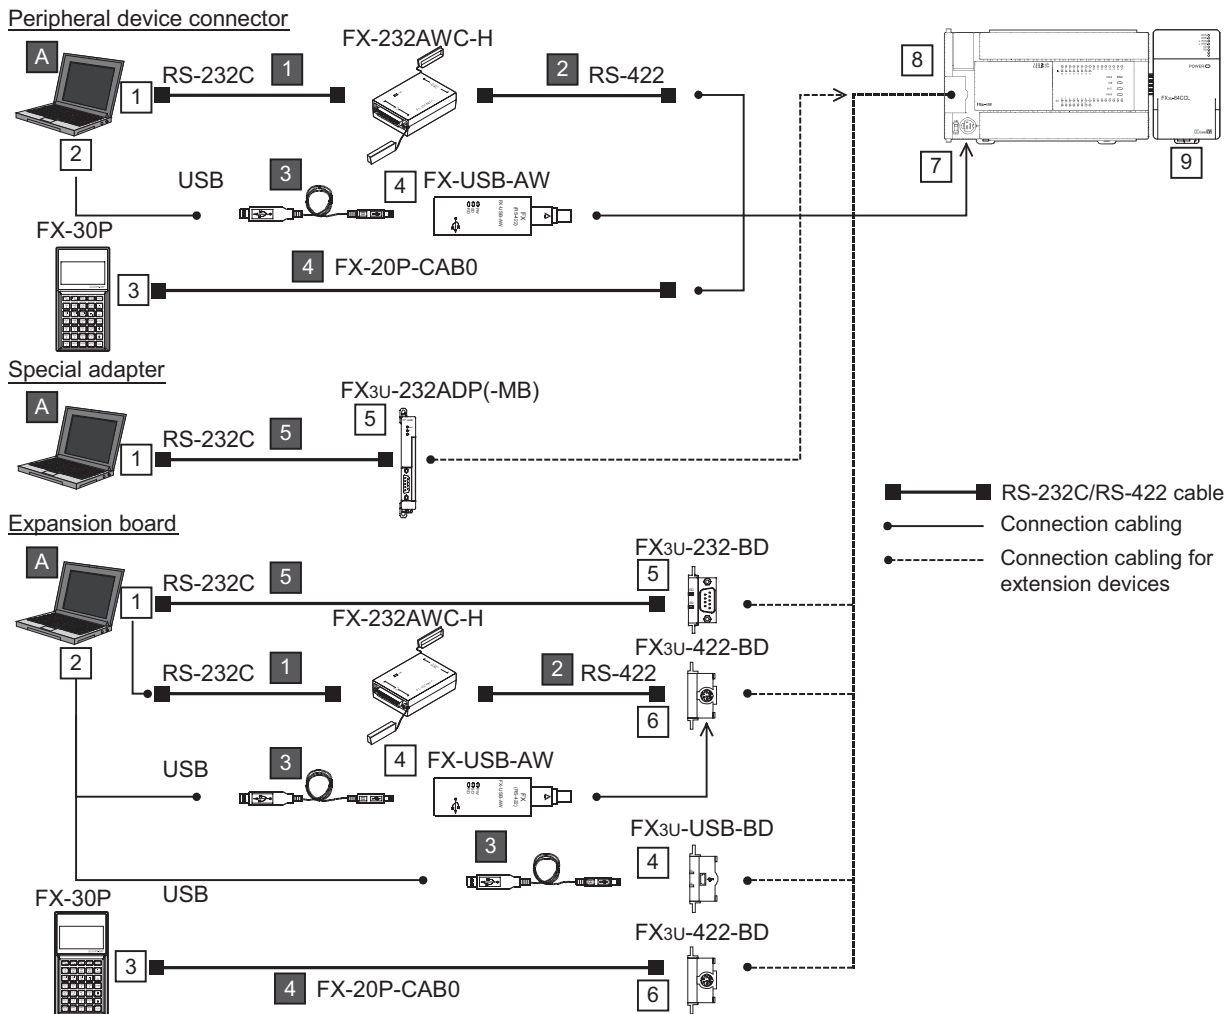 Peripheral device connector
A
1
RS-232C
1
FX-232AWC-H
2
RS-422
2
USB
3
4
FX-USB-AW
FX-30P
3
4
FX-20P-CAB0
8
7
POWER
9
Special adapter
A
1
RS-232C
5
FX3U-232ADP(-MB)
5
RS-232C/RS-422 cable
Connection cabling
Connection cabling for
extension devices
Expansion board
A
1
2
RS-232C
5
FX3U-232-BD
5
FX-232AWC-H
RS-232C
1
2
RS-422
FX3U-422-BD
6
USB
3
4
FX-USB-AW
USB
3
FX3U-USB-BD
4
FX-30P
3
4
FX-20P-CAB0
FX3U-422-BD
6